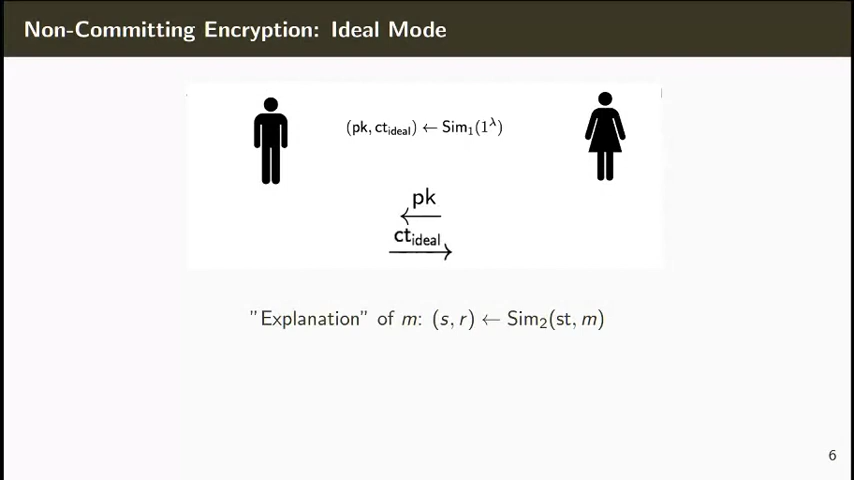 Non-Committing Encryption: Ideal Mode
(pk, ct_ideal) ← Sim₁(1^λ)
pk
ct_ideal
"Explanation" of m: (s, r) ← Sim₂(st, m)
6